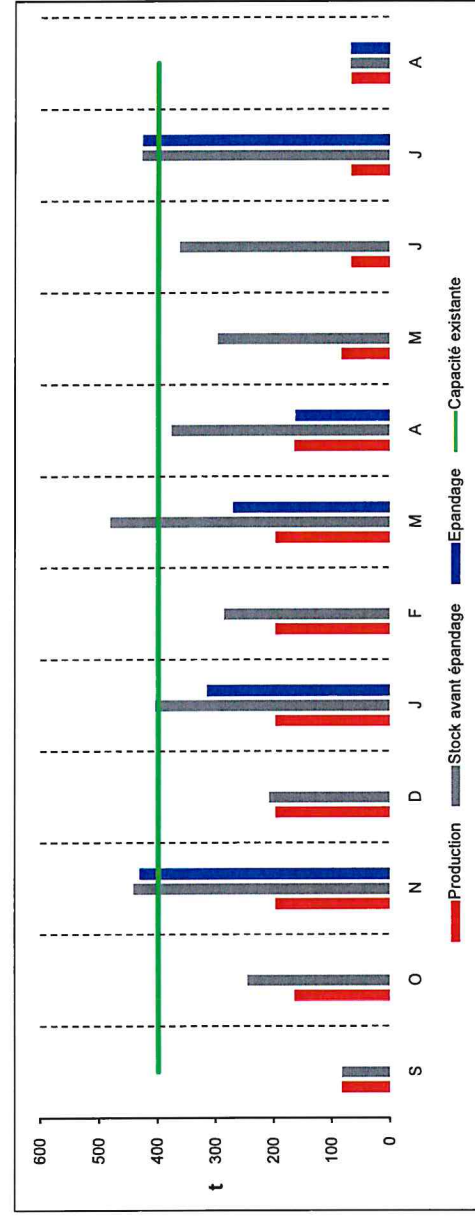 600
500
400
300
200
100
0
t
S O N D J F M A M J J A
Production Stock avant épandage Epandage Capacité existante